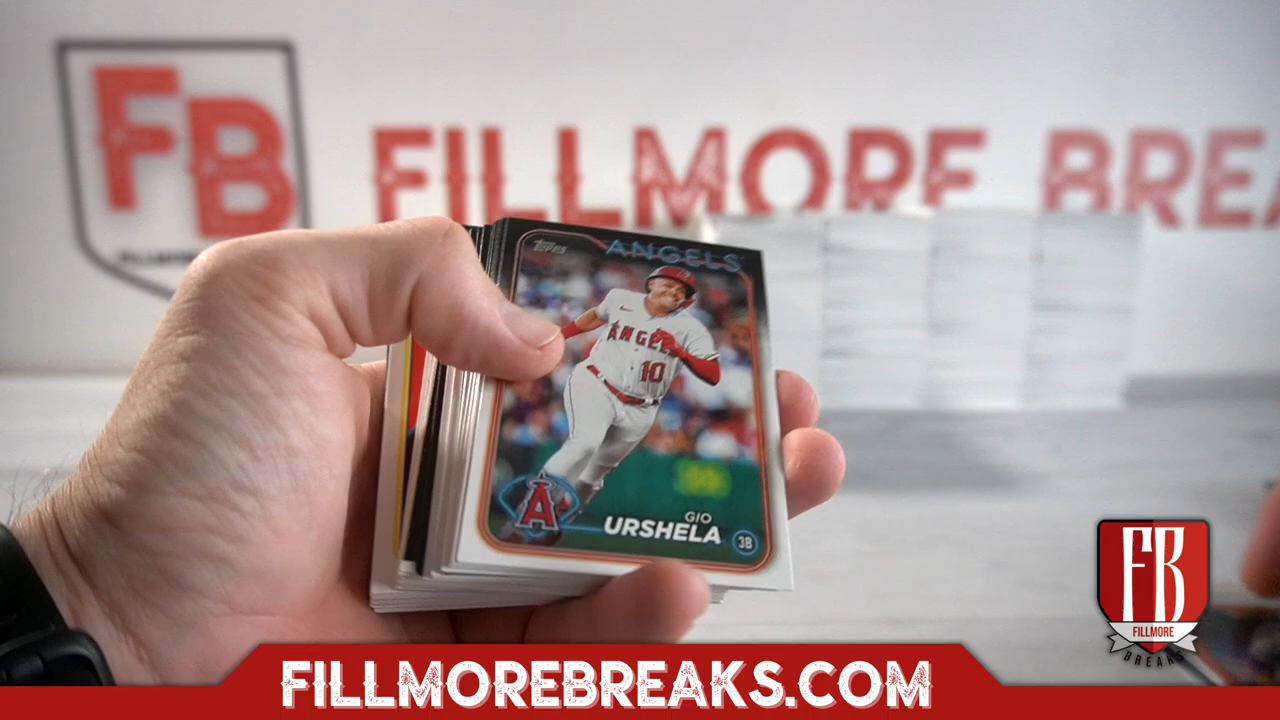 FB
FILLMORE BREA
TOPPS
ANGELS
ANGELS
10
A
GIO
URSHELA
3B
FB
FILLMORE
BREAKS
FILLMOREBREAKS.COM